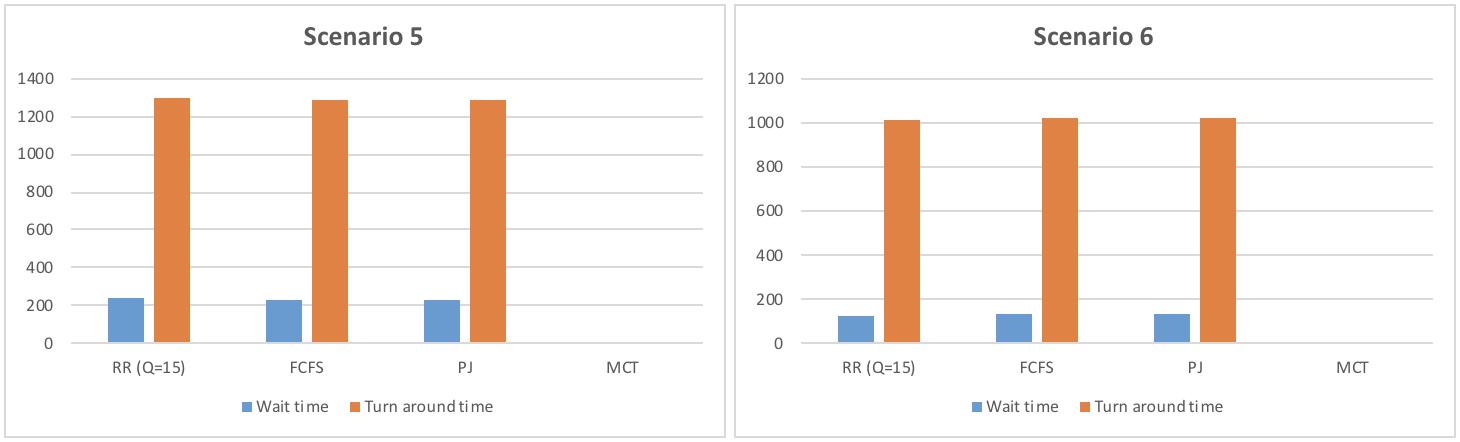 Scenario 5
1400
1200
1000
800
600
400
200
0
RR (Q=15) FCFS PJ MCT
Wait time Turn around time
Scenario 6
1200
1000
800
600
400
200
0
RR (Q=15) FCFS PJ MCT
Wait time Turn around time